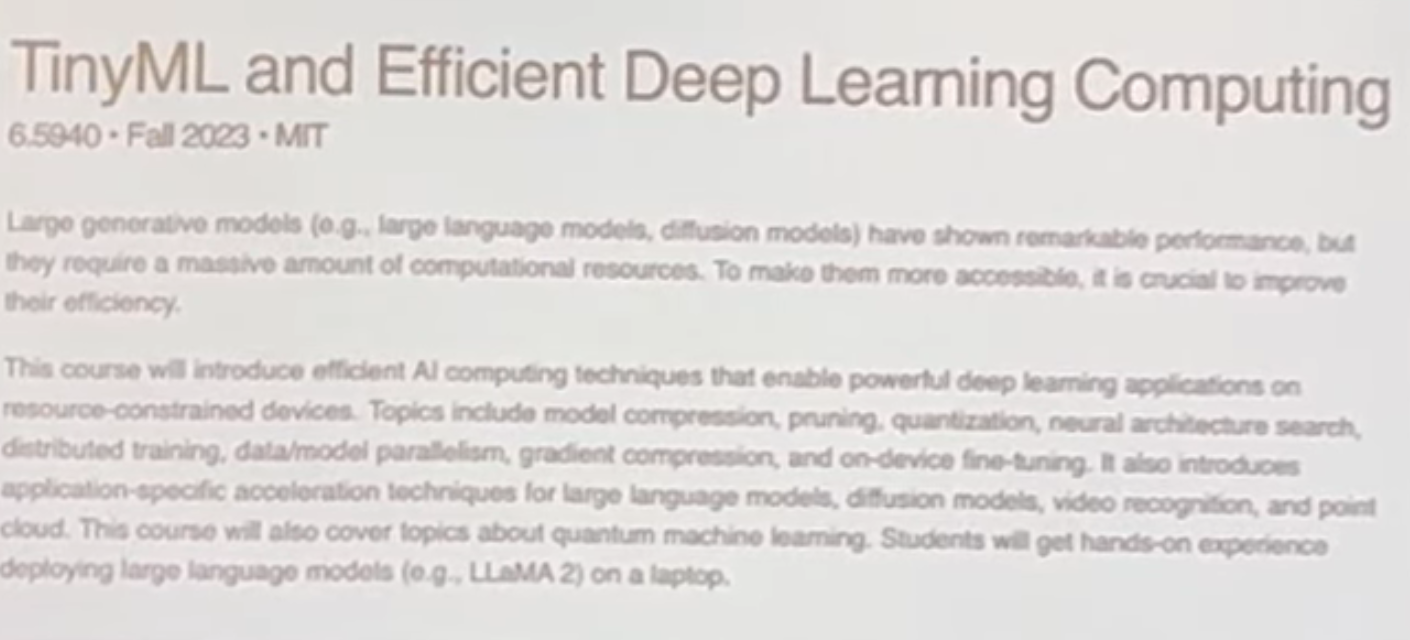 TinyML and Efficient Deep Learning Computing
6.5940 • Fall 2023 • MIT
Large generative models (e.g., large language models, diffusion models) have shown remarkable performance, but
they require a massive amount of computational resources. To make them more accessible, it is crucial to improve
their efficiency.
This course will introduce efficient AI computing techniques that enable powerful deep learning applications on
resource-constrained devices. Topics include model compression, pruning, quantization, neural architecture search,
distributed training, data/model parallelism, gradient compression, and on-device fine-tuning. It also introduces
application-specific acceleration techniques for large language models, diffusion models, video recognition, and point
cloud. This course will also cover topics about quantum machine learning. Students will get hands-on experience
deploying large language models (e.g., LLaMA 2) on a laptop.